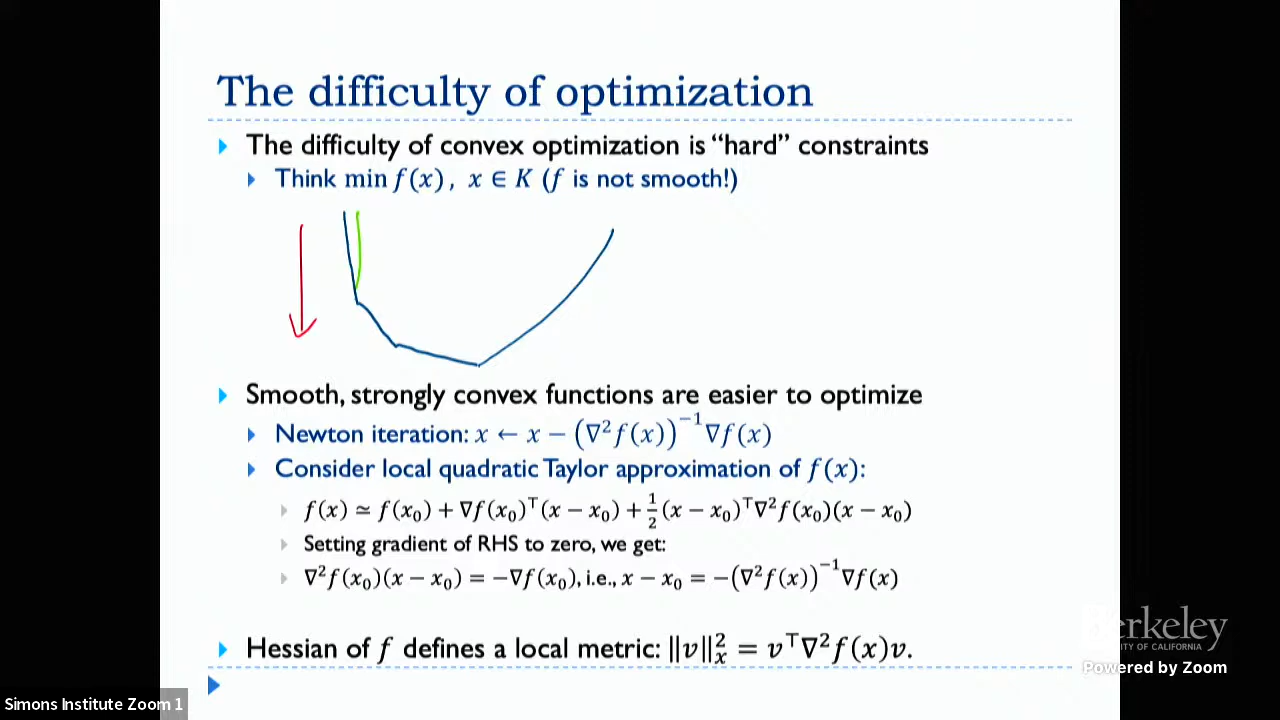 The difficulty of optimization
The difficulty of convex optimization is “hard” constraints
Think min f(x), x ∈ K (f is not smooth!)
Smooth, strongly convex functions are easier to optimize
Newton iteration: x ← x − (∇²f(x))⁻¹∇f(x)
Consider local quadratic Taylor approximation of f(x):
f(x) ≃ f(x₀) + ∇f(x₀)ᵀ(x − x₀) + ½(x − x₀)ᵀ∇²f(x₀)(x − x₀)
Setting gradient of RHS to zero, we get:
∇²f(x₀)(x − x₀) = −∇f(x₀), i.e., x − x₀ = −(∇²f(x))⁻¹∇f(x)
Hessian of f defines a local metric: ‖v‖ₓ² = vᵀ∇²f(x)v.
Berkeley
ITY OF CALIFORNIA
Powered by Zoom
Simons Institute Zoom 1